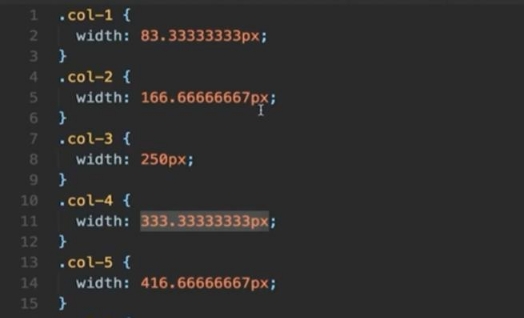 1 .col-1 {
2 width: 83.33333333px;
3 }
4 .col-2 {
5 width: 166.66666667px;
6 }
7 .col-3 {
8 width: 250px;
9 }
10 .col-4 {
11 width: 333.33333333px;
12 }
13 .col-5 {
14 width: 416.66666667px;
15 }